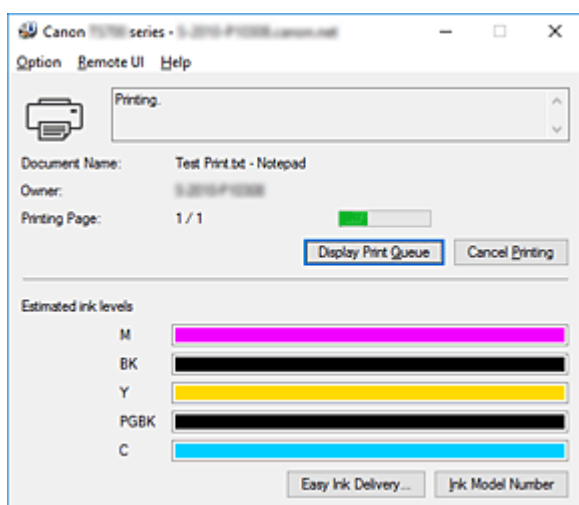 Canon series -
Option Remote UI Help
Printing.
Document Name: Test Print.txt - Notepad
Owner:
Printing Page: 1 / 1
Display Print Queue Cancel Printing
Estimated ink levels
M
BK
Y
PGBK
C
Easy Ink Delivery... Ink Model Number